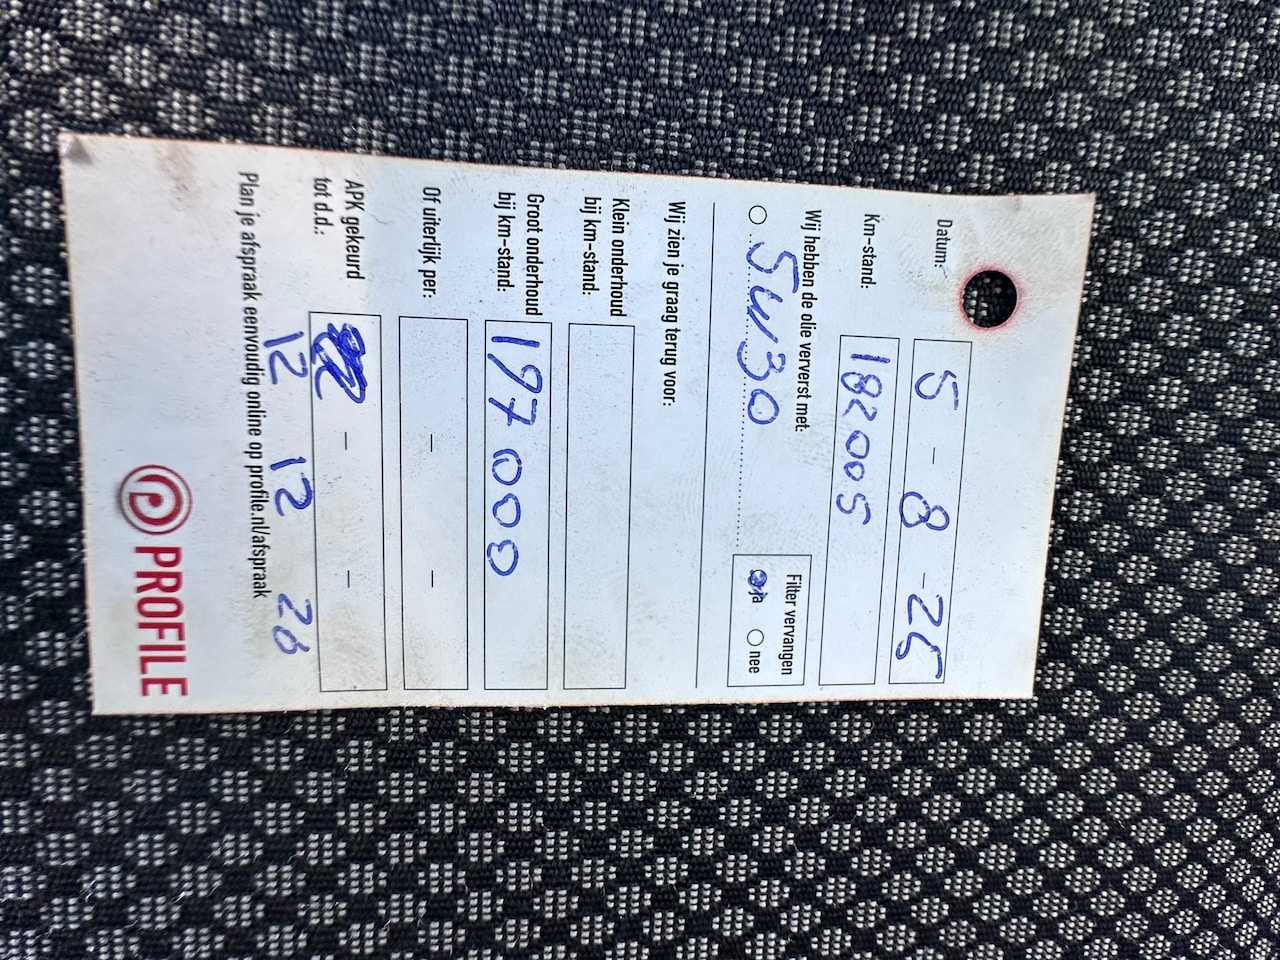 Datum: 5 - 8 - 25
Km-stand: 182005
Wij hebben de olie ververst met:
5W30
Filter vervangen
ja nee
Wij zien je graag terug voor:
Klein onderhoud
bij km-stand:
Groot onderhoud
bij km-stand: 197000
Of uiterlijk per: - -
APK gekeurd
tot d.d.: - -
12 12 26
Plan je afspraak eenvoudig online op profile.nl/afspraak
PROFILE